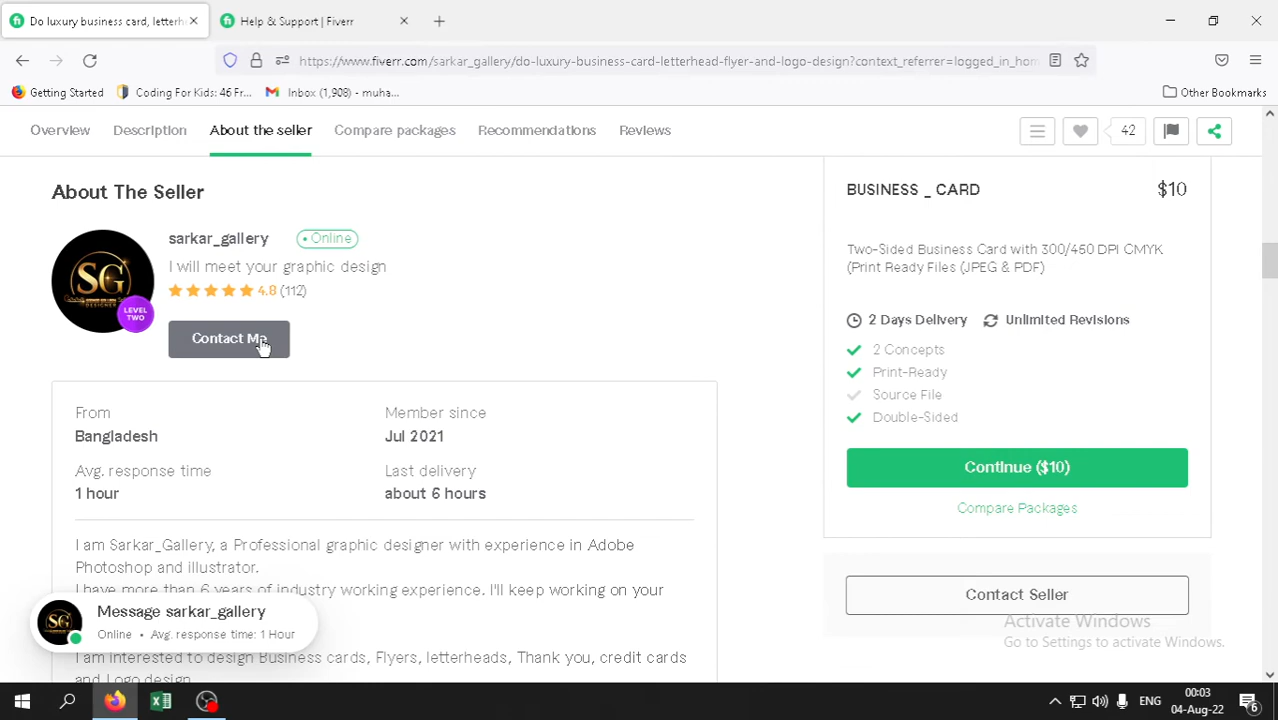 Do luxury business card, letterh
Help & Support | Fiverr
https://www.fiverr.com/sarkar_gallery/do-luxury-business-card-letterhead-flyer-and-logo-design?context_referrer=logged_in_hom
Getting Started
Coding For Kids: 46 Fr...
Inbox (1,908) - muha...
Other Bookmarks
Overview
Description
About the seller
Compare packages
Recommendations
Reviews
42
About The Seller
SG
DESIGNER
LEVEL
TWO
sarkar_gallery
• Online
I will meet your graphic design
4.8 (112)
Contact Me
From
Bangladesh
Member since
Jul 2021
Avg. response time
1 hour
Last delivery
about 6 hours
I am Sarkar_Gallery, a Professional graphic designer with experience in Adobe
Photoshop and illustrator.
I have more than 6 years of industry working experience. I'll keep working on your
I am Interested to design Business cards, Flyers, letterheads, Thank you, credit cards
and Logo design.
SG
Message sarkar_gallery
Online • Avg. response time: 1 Hour
BUSINESS _ CARD
$10
Two-Sided Business Card with 300/450 DPI CMYK
(Print Ready Files (JPEG & PDF)
2 Days Delivery
Unlimited Revisions
2 Concepts
Print-Ready
Source File
Double-Sided
Continue ($10)
Compare Packages
Contact Seller
Activate Windows
Go to Settings to activate Windows.
ENG
00:03
04-Aug-22
6